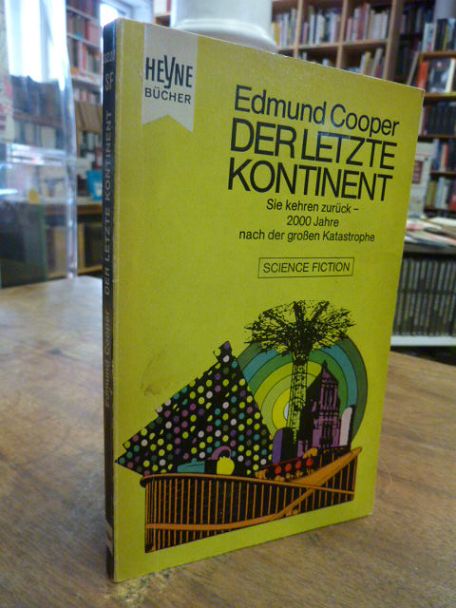 HEYNE
BÜCHER
Edmund Cooper
DER LETZTE
KONTINENT
Sie kehren zurück –
2000 Jahre
nach der großen Katastrophe
SCIENCE FICTION
Edmund Cooper DER LETZTE KONTINENT SF